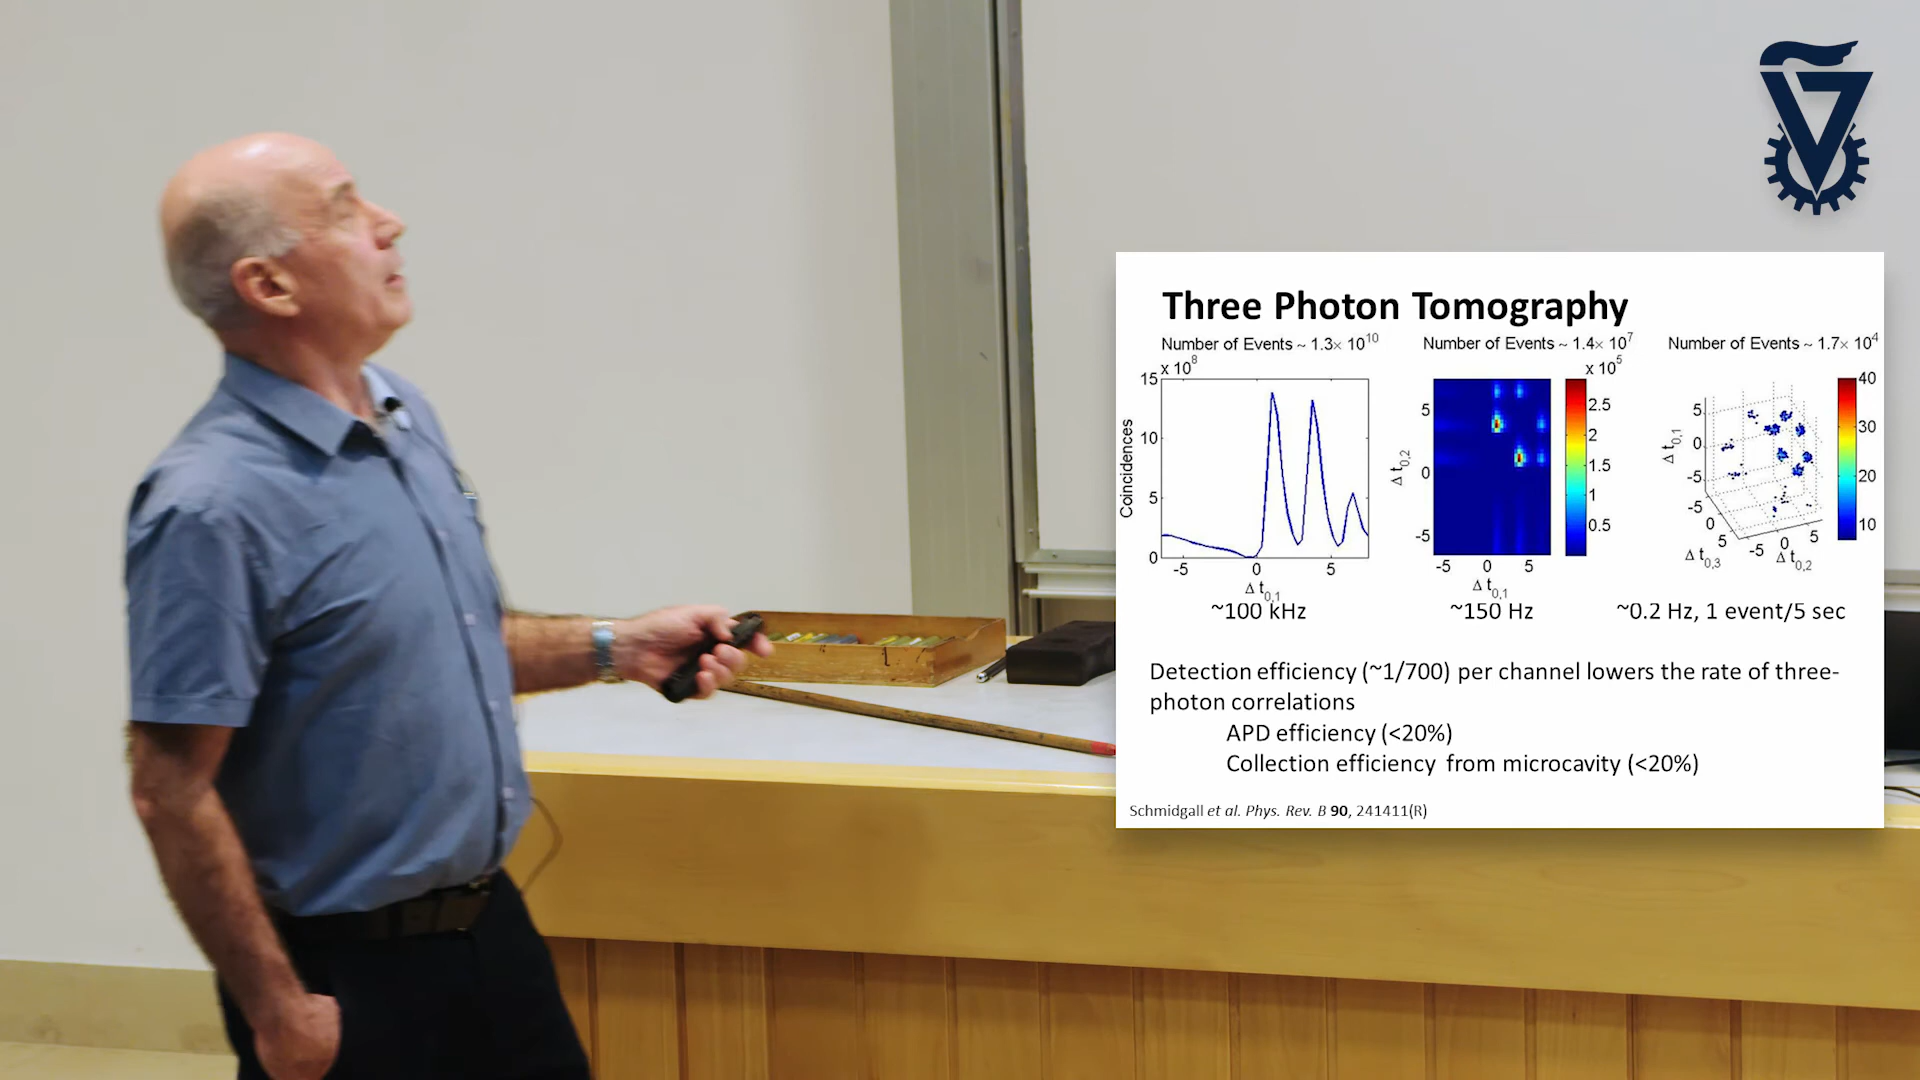 Three Photon Tomography
Number of Events ~ 1.3× 10^10
Number of Events ~ 1.4× 10^7
Number of Events ~ 1.7× 10^4
x 10^8
15
10
5
0
-5
0
5
Coincidences
Δ t0,1
~100 kHz
x 10^5
5
0
-5
-5
0
5
Δ t0,2
Δ t0,1
2.5
2
1.5
1
0.5
~150 Hz
5
0
-5
Δ t0,1
-5
0
5
Δ t0,3
-5
0
5
Δ t0,2
40
30
20
10
~0.2 Hz, 1 event/5 sec
Detection efficiency (~1/700) per channel lowers the rate of three-
photon correlations
APD efficiency (<20%)
Collection efficiency from microcavity (<20%)
Schmidgall et al. Phys. Rev. B 90, 241411(R)